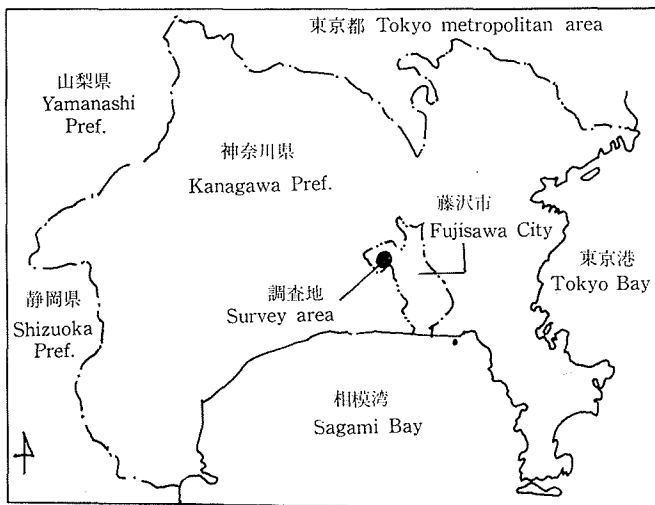 東京都 Tokyo metropolitan area
山梨県
Yamanashi
Pref.
神奈川県
Kanagawa Pref.
藤沢市
Fujisawa City
東京港
Tokyo Bay
調査地
Survey area
静岡県
Shizuoka
Pref.
相模湾
Sagami Bay